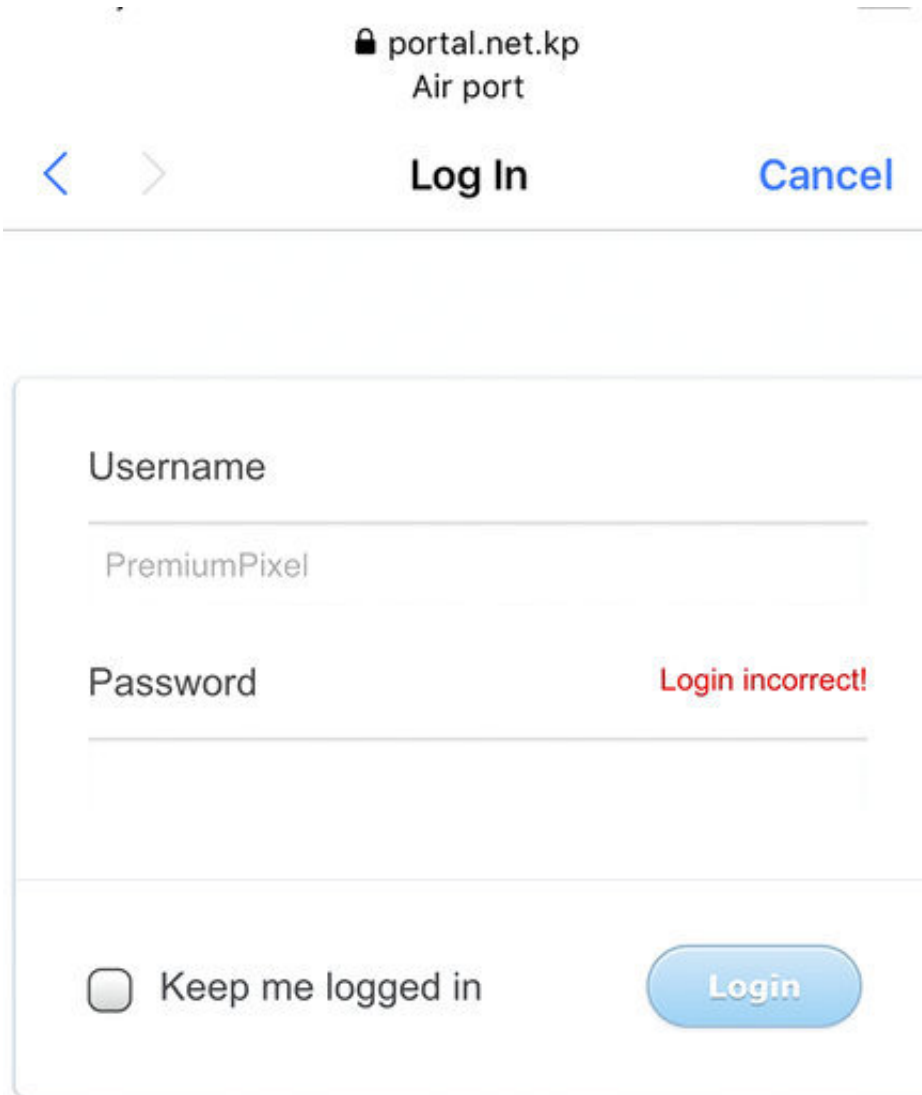 portal.net.kp
Air port
Log In Cancel
Username
PremiumPixel
Password Login incorrect!
Keep me logged in Login